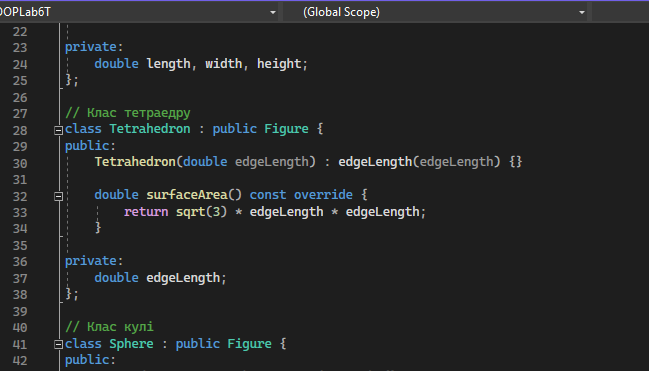 OOPLab6T (Global Scope)
22
23 private:
24 double length, width, height;
25 };
26
27 // Клас тетраедру
28 class Tetrahedron : public Figure {
29 public:
30 Tetrahedron(double edgeLength) : edgeLength(edgeLength) {}
31
32 double surfaceArea() const override {
33 return sqrt(3) * edgeLength * edgeLength;
34 }
35
36 private:
37 double edgeLength;
38 };
39
40 // Клас кулі
41 class Sphere : public Figure {
42 public: